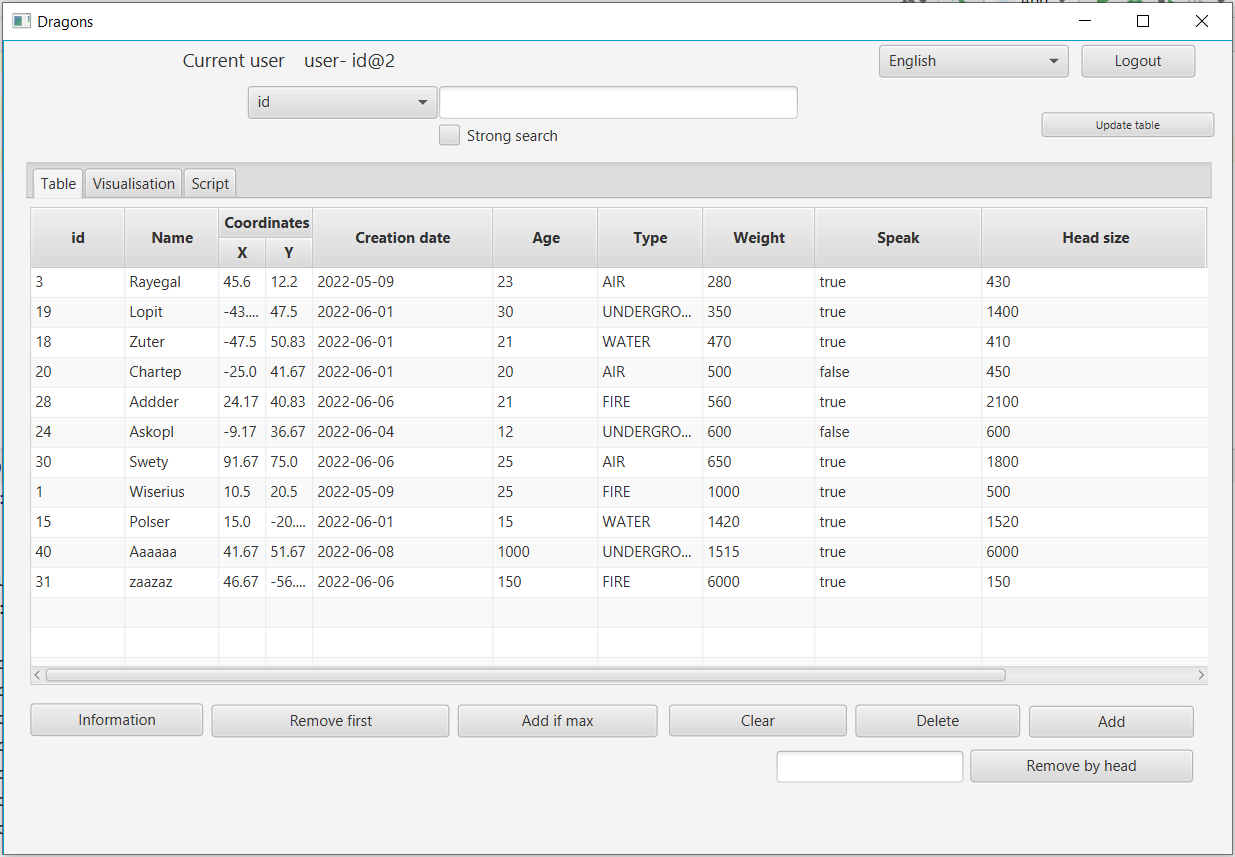 Dragons
Current user user- id@2 English Logout
id
Strong search Update table
Table Visualisation Script
id Name Coordinates Creation date Age Type Weight Speak Head size
X Y
3 Rayegal 45.6 12.2 2022-05-09 23 AIR 280 true 430
19 Lopit -43.... 47.5 2022-06-01 30 UNDERGRO... 350 true 1400
18 Zuter -47.5 50.83 2022-06-01 21 WATER 470 true 410
20 Chartep -25.0 41.67 2022-06-01 20 AIR 500 false 450
28 Addder 24.17 40.83 2022-06-06 21 FIRE 560 true 2100
24 Askopl -9.17 36.67 2022-06-04 12 UNDERGRO... 600 false 600
30 Swety 91.67 75.0 2022-06-06 25 AIR 650 true 1800
1 Wiserius 10.5 20.5 2022-05-09 25 FIRE 1000 true 500
15 Polser 15.0 -20.... 2022-06-01 15 WATER 1420 true 1520
40 Aaaaaa 41.67 51.67 2022-06-08 1000 UNDERGRO... 1515 true 6000
31 zaazaz 46.67 -56.... 2022-06-06 150 FIRE 6000 true 150
Information Remove first Add if max Clear Delete Add
Remove by head